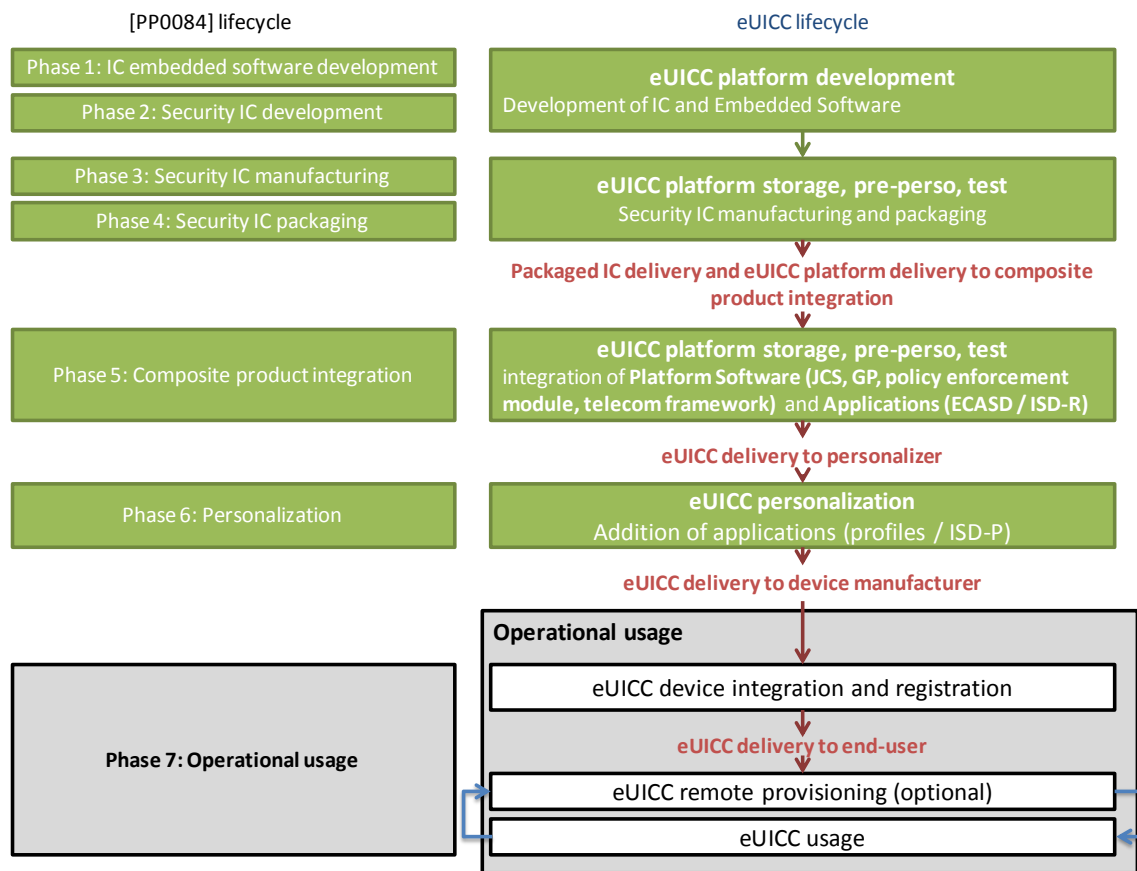 [PP0084] lifecycle
eUICC lifecycle
Phase 1: IC embedded software development
Phase 2: Security IC development
eUICC platform development
Development of IC and Embedded Software
Phase 3: Security IC manufacturing
Phase 4: Security IC packaging
eUICC platform storage, pre-perso, test
Security IC manufacturing and packaging
Packaged IC delivery and eUICC platform delivery to composite
product integration
Phase 5: Composite product integration
eUICC platform storage, pre-perso, test
integration of Platform Software (JCS, GP, policy enforcement
module, telecom framework) and Applications (ECASD / ISD-R)
eUICC delivery to personalizer
Phase 6: Personalization
eUICC personalization
Addition of applications (profiles / ISD-P)
eUICC delivery to device manufacturer
Phase 7: Operational usage
Operational usage
eUICC device integration and registration
eUICC delivery to end-user
eUICC remote provisioning (optional)
eUICC usage